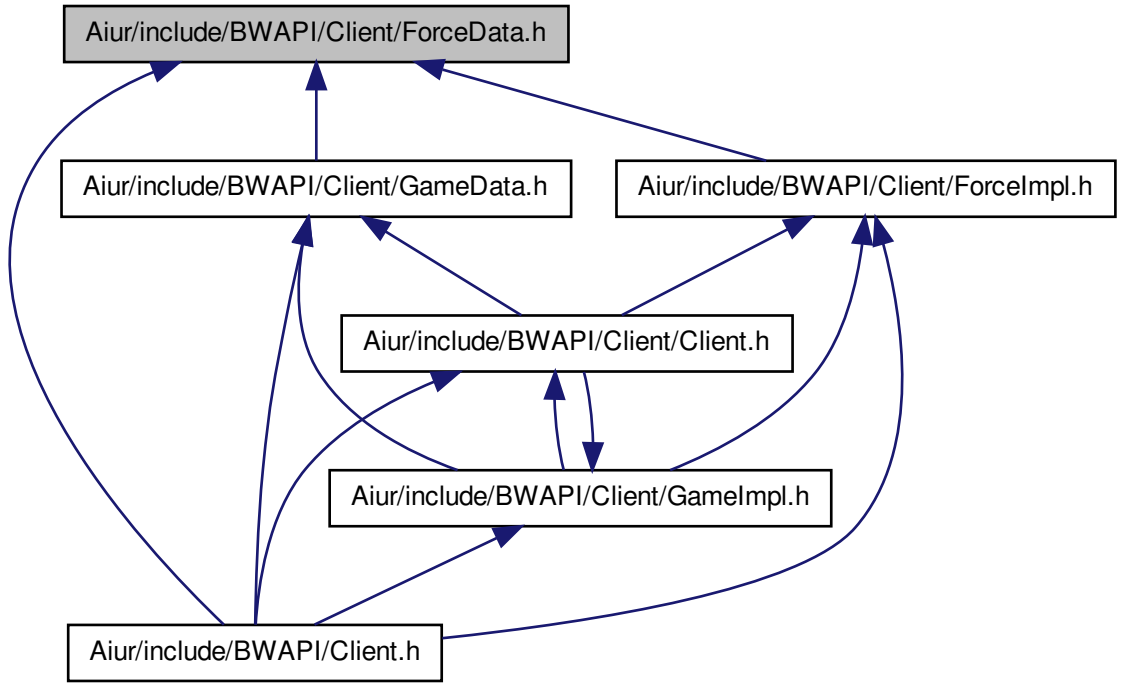 Aiur/include/BWAPI/Client/ForceData.h
Aiur/include/BWAPI/Client/GameData.h
Aiur/include/BWAPI/Client/ForceImpl.h
Aiur/include/BWAPI/Client/Client.h
Aiur/include/BWAPI/Client/GameImpl.h
Aiur/include/BWAPI/Client.h